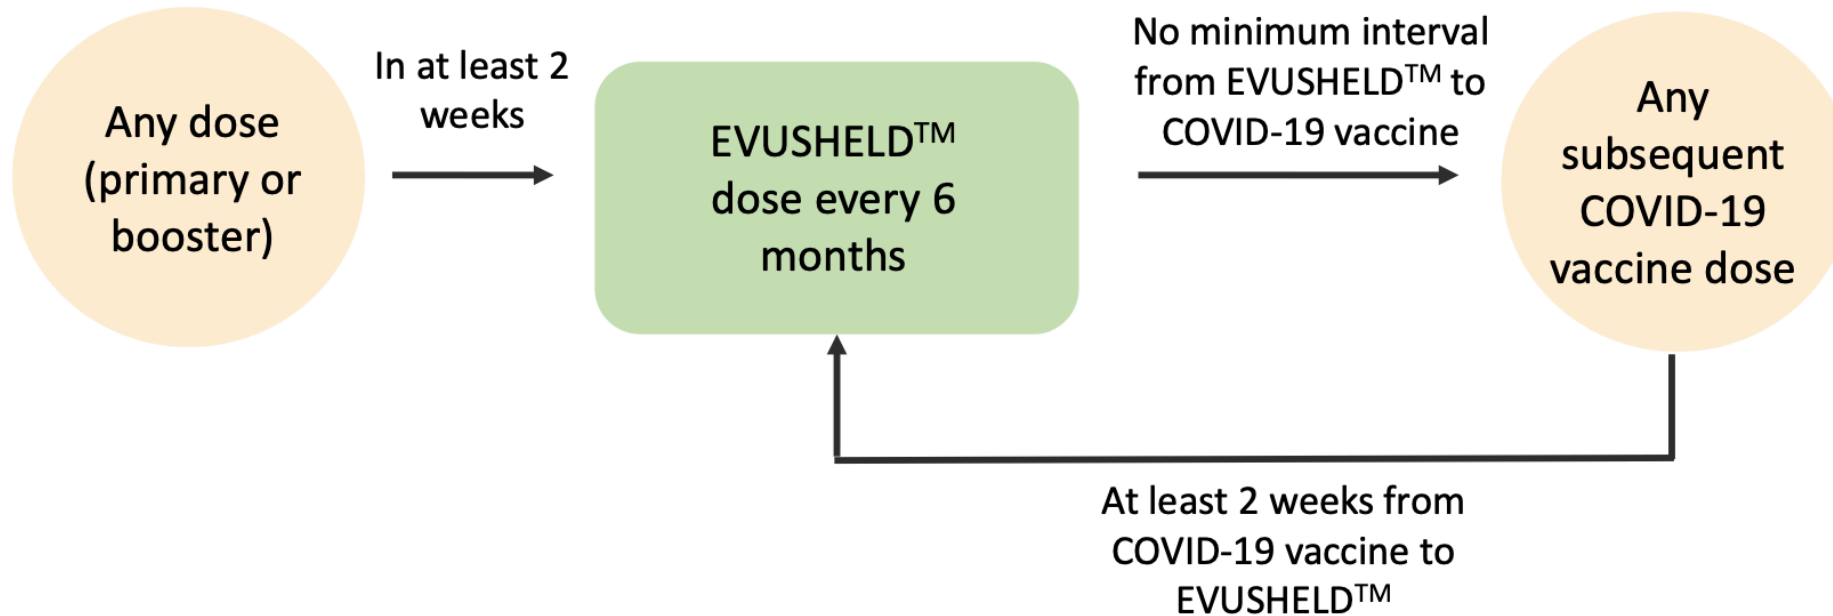 Any dose
(primary or
booster)
In at least 2
weeks
EVUSHELD™
dose every 6
months
No minimum interval
from EVUSHELD™ to
COVID-19 vaccine
Any
subsequent
COVID-19
vaccine dose
At least 2 weeks from
COVID-19 vaccine to
EVUSHELD™